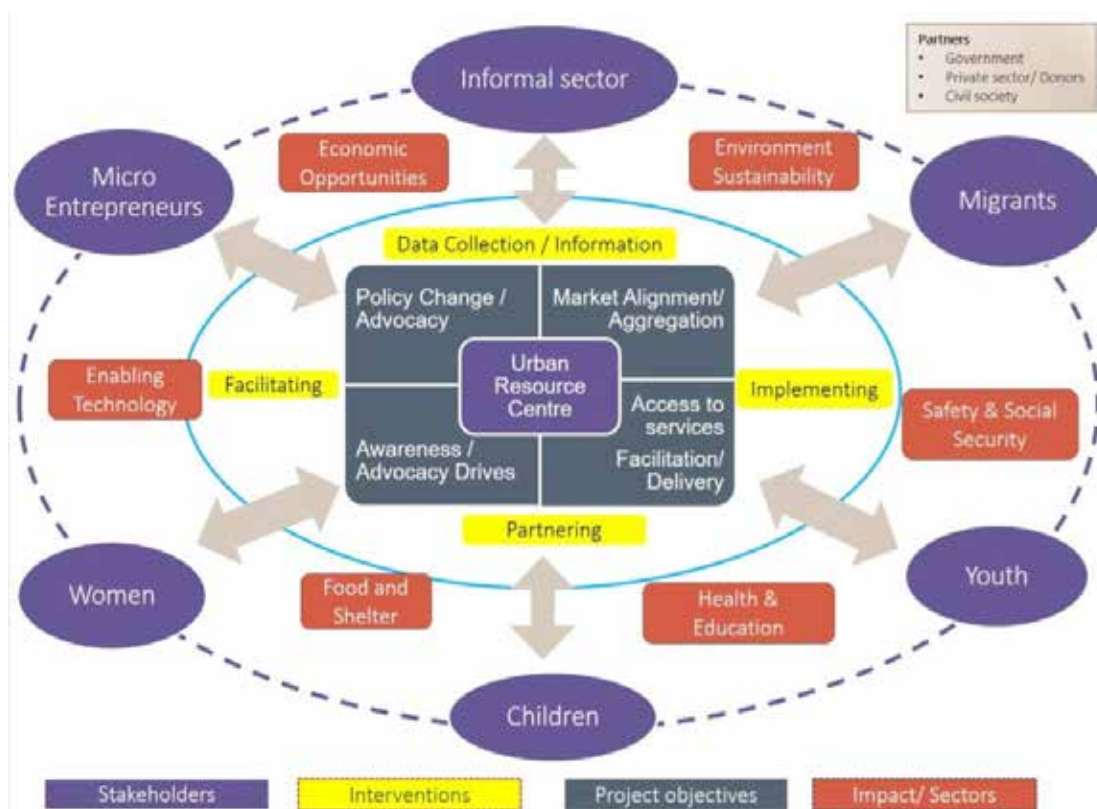 Partners
• Government
• Private sector/ Donors
• Civil society
Informal sector
Economic
Opportunities
Environment
Sustainability
Micro
Entrepreneurs
Migrants
Data Collection / Information
Policy Change /
Advocacy
Market Alignment/
Aggregation
Urban
Resource
Centre
Enabling
Technology
Facilitating
Implementing
Access to
services
Safety & Social
Security
Awareness /
Advocacy Drives
Facilitation/
Delivery
Partnering
Women
Food and
Shelter
Health &
Education
Youth
Children
Stakeholders
Interventions
Project objectives
Impact/ Sectors